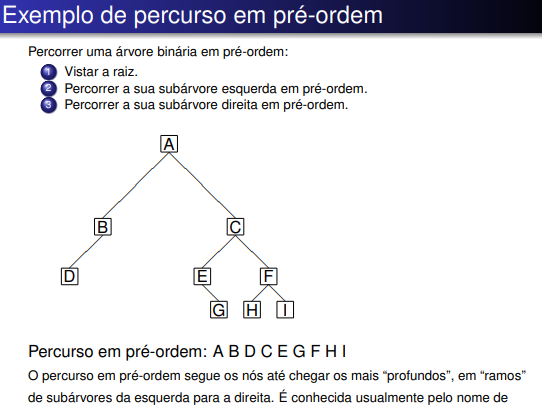 Exemplo de percurso em pré-ordem
Percorrer uma árvore binária em pré-ordem:
1 Vistar a raiz.
2 Percorrer a sua subárvore esquerda em pré-ordem.
3 Percorrer a sua subárvore direita em pré-ordem.
A
B C
D E F
G H I
Percurso em pré-ordem: A B D C E G F H I
O percurso em pré-ordem segue os nós até chegar os mais “profundos”, em “ramos”
de subárvores da esquerda para a direita. É conhecida usualmente pelo nome de